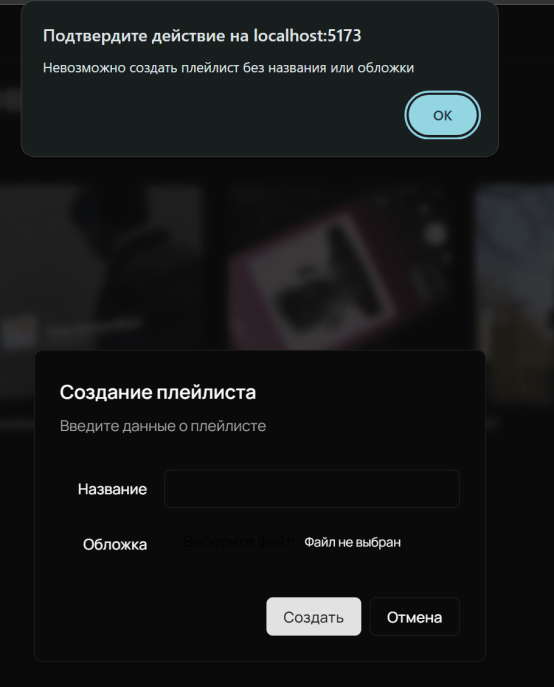 Подтвердите действие на localhost:5173
Невозможно создать плейлист без названия или обложки
ОК
Создание плейлиста
Введите данные о плейлисте
Название
Обложка Выберите файл Файл не выбран
Создать Отмена